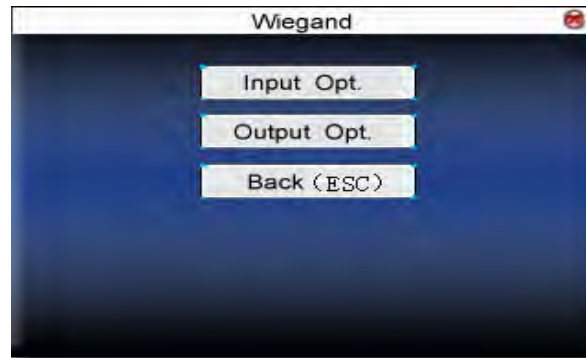 Wiegand
Input Opt.
Output Opt.
Back（ESC）